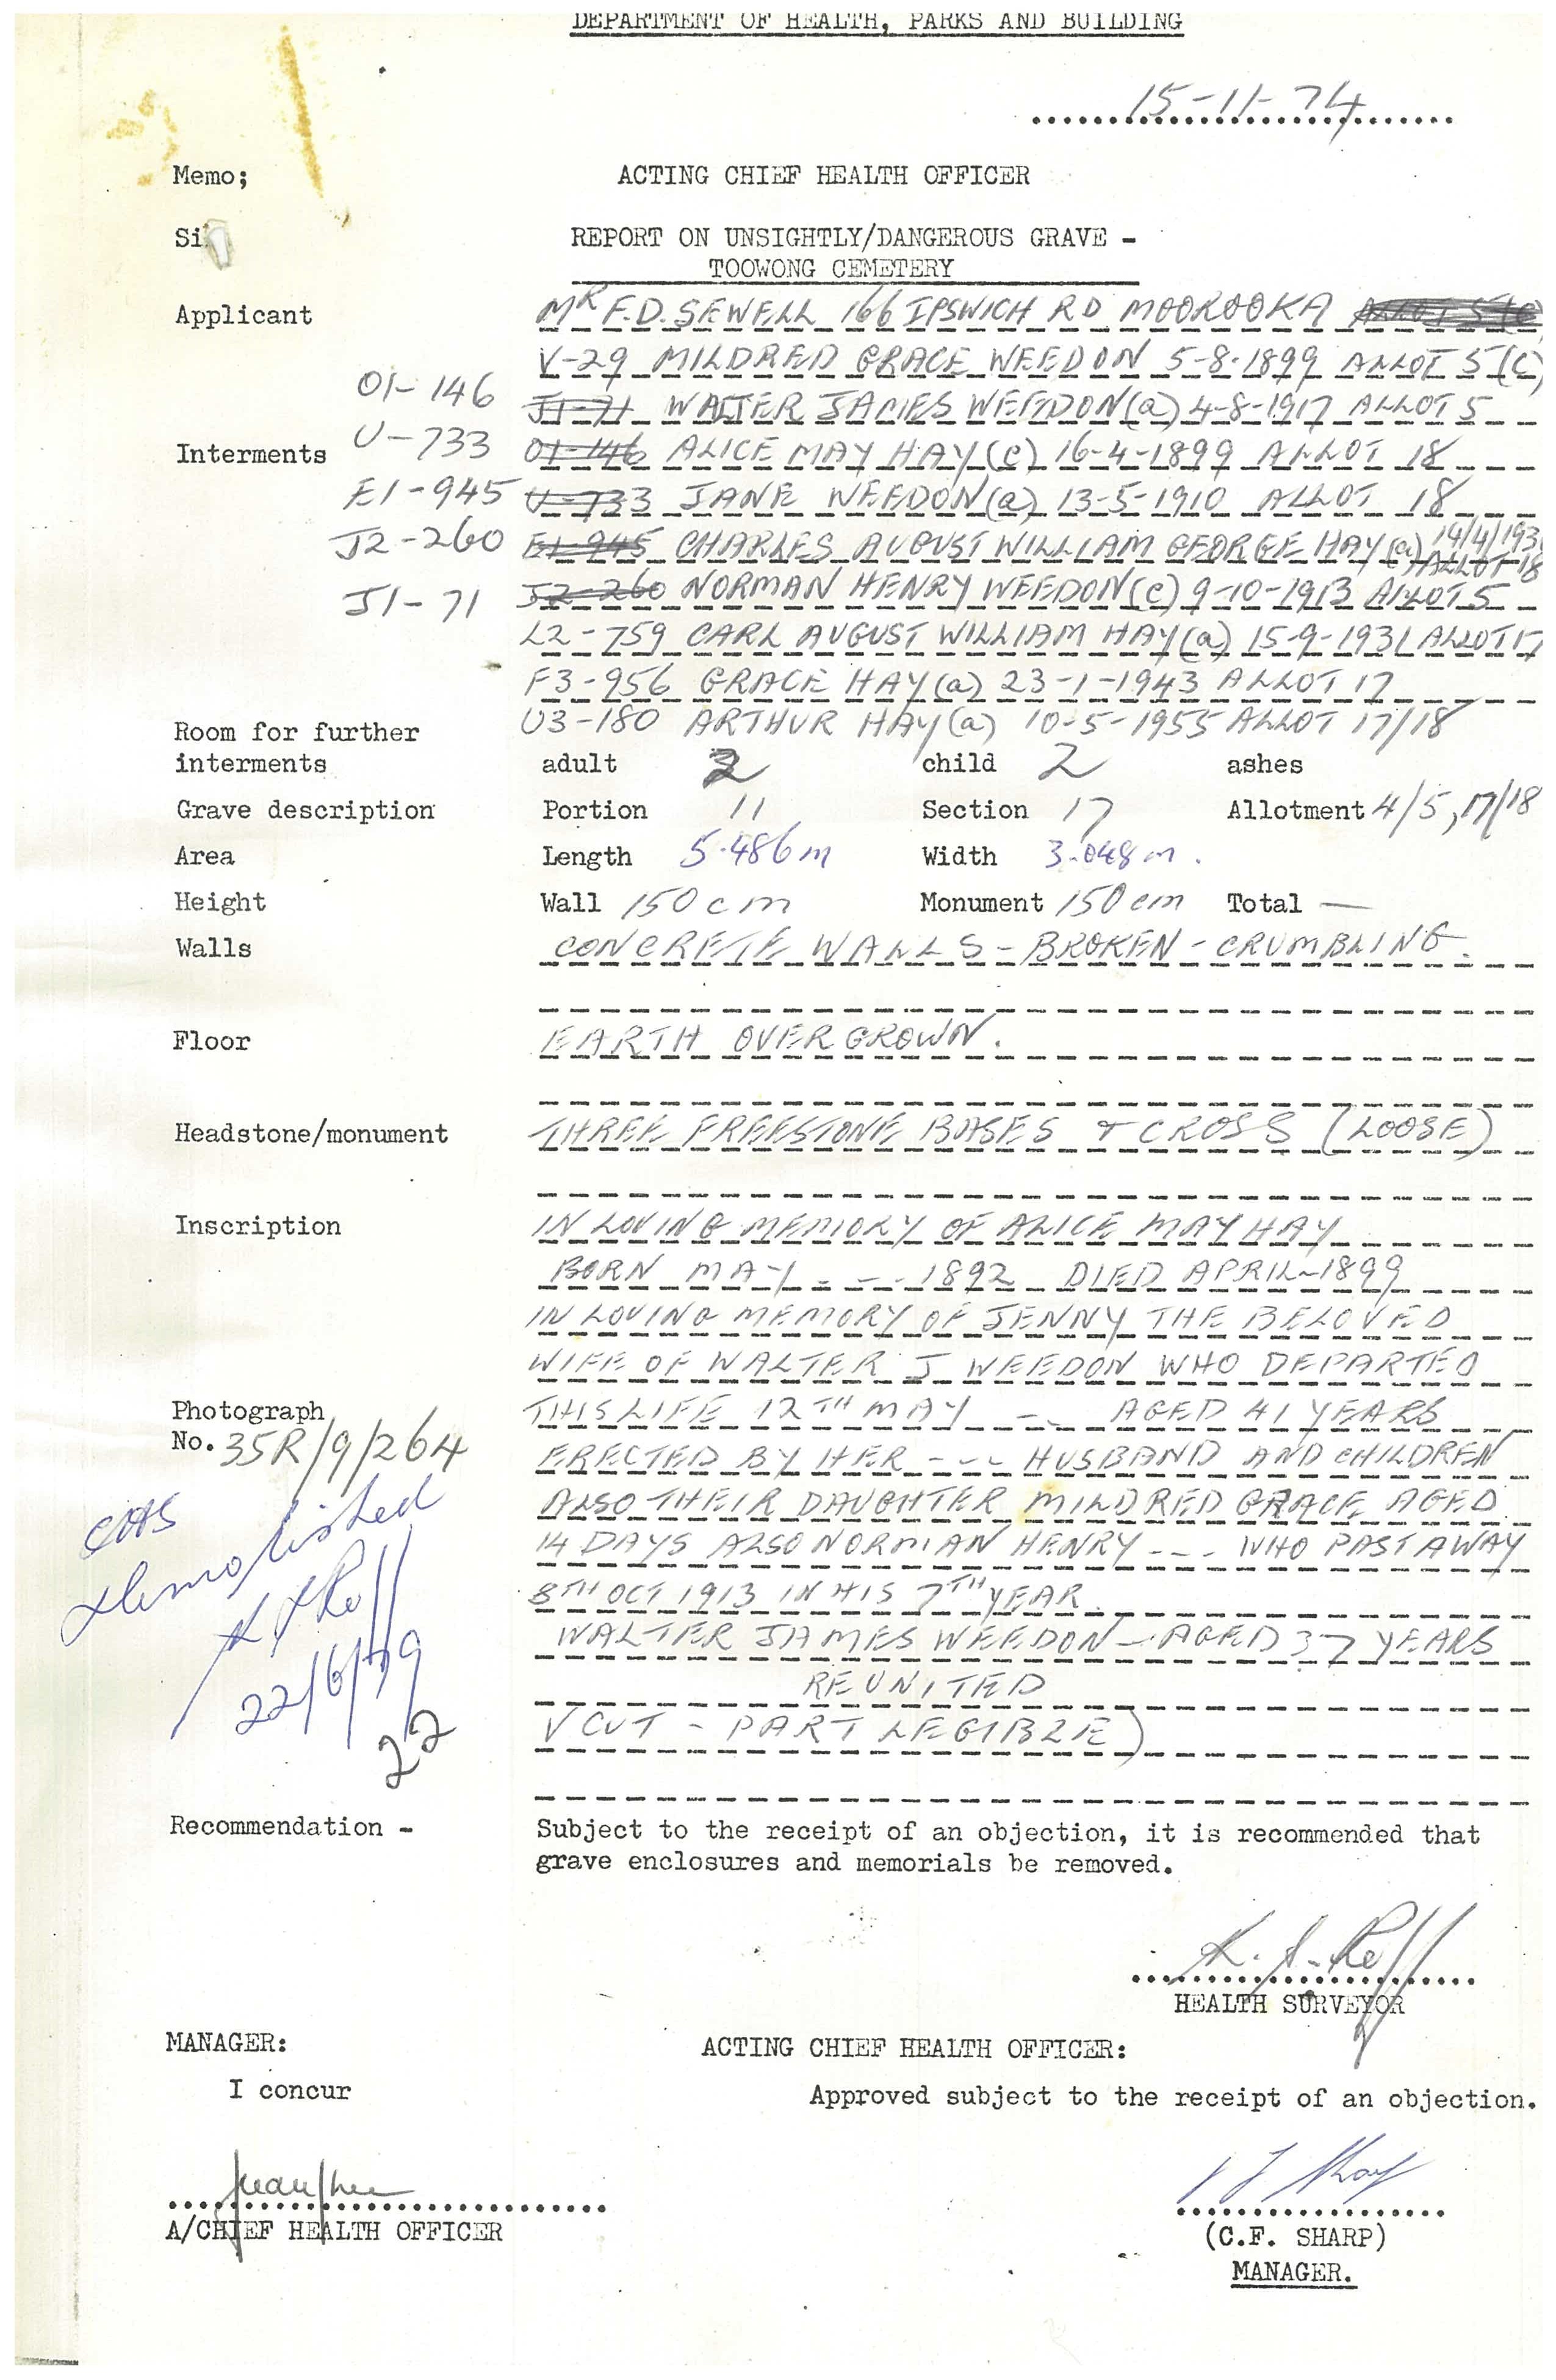 DEPARTMENT OF HEALTH, PARKS AND BUILDING
15-11-74
Memo; ACTING CHIEF HEALTH OFFICER
Si REPORT ON UNSIGHTLY/DANGEROUS GRAVE -
TOOWONG CEMETERY
Applicant MR F.D. SEWELL 166 IPSWICH RD MOOROOKA
V-29 MILDRED GRACE WEEDON 5-8-1899 ALLOT 5 (C)
01-146 J1-71 WALTER JAMES WEEDON (a) 4-8-1917 ALLOT 5
Interments U-733 01-146 ALICE MAY HAY (c) 16-4-1899 ALLOT 18
E1-945 U-733 JANE WEEDON (a) 13-5-1910 ALLOT 18
J2-260 E1-945 CHARLES AUGUST WILLIAM GEORGE HAY (a) 14/4/193 ALLOT 18
J1-71 J2-260 NORMAN HENRY WEEDON (c) 9-10-1913 ALLOT 5
L2-759 CARL AUGUST WILLIAM HAY (a) 15-9-1931 ALLOT 17
F3-956 GRACE HAY (a) 23-1-1943 ALLOT 17
U3-180 ARTHUR HAY (a) 10-5-1955 ALLOT 17/18
Room for further
interments adult 2 child 2 ashes
Grave description Portion 11 Section 17 Allotment 4/5, 17/18
Area Length 5.486m Width 3.048m.
Height Wall 150cm Monument 150cm Total —
Walls CONCRETE WALLS - BROKEN - CRUMBLING.
Floor EARTH OVERGROWN.
Headstone/monument THREE FREESTONE BASES + CROSS (LOOSE)
Inscription IN LOVING MEMORY OF ALICE MAY HAY
BORN MAY - - - 1892 DIED APRIL - 1899
IN LOVING MEMORY OF JENNY THE BELOVED
WIFE OF WALTER J WEEDON WHO DEPARTED
Photograph THIS LIFE 12TH MAY -- AGED 41 YEARS
No. 35R/9/264 ERECTED BY HER --- HUSBAND AND CHILDREN
ALSO THEIR DAUGHTER MILDRED GRACE AGED
14 DAYS ALSO NORMAN HENRY --- WHO PAST AWAY
8TH OCT 1913 IN HIS 7TH YEAR.
WALTER JAMES WEEDON - AGED 37 YEARS
REUNITED
V CUT - PART LEGIBLE)
demolished
22/6/79
22
Recommendation - Subject to the receipt of an objection, it is recommended that
grave enclosures and memorials be removed.
HEALTH SURVEYOR
MANAGER: ACTING CHIEF HEALTH OFFICER:
I concur Approved subject to the receipt of an objection.
A/CHIEF HEALTH OFFICER
(C.F. SHARP)
MANAGER.